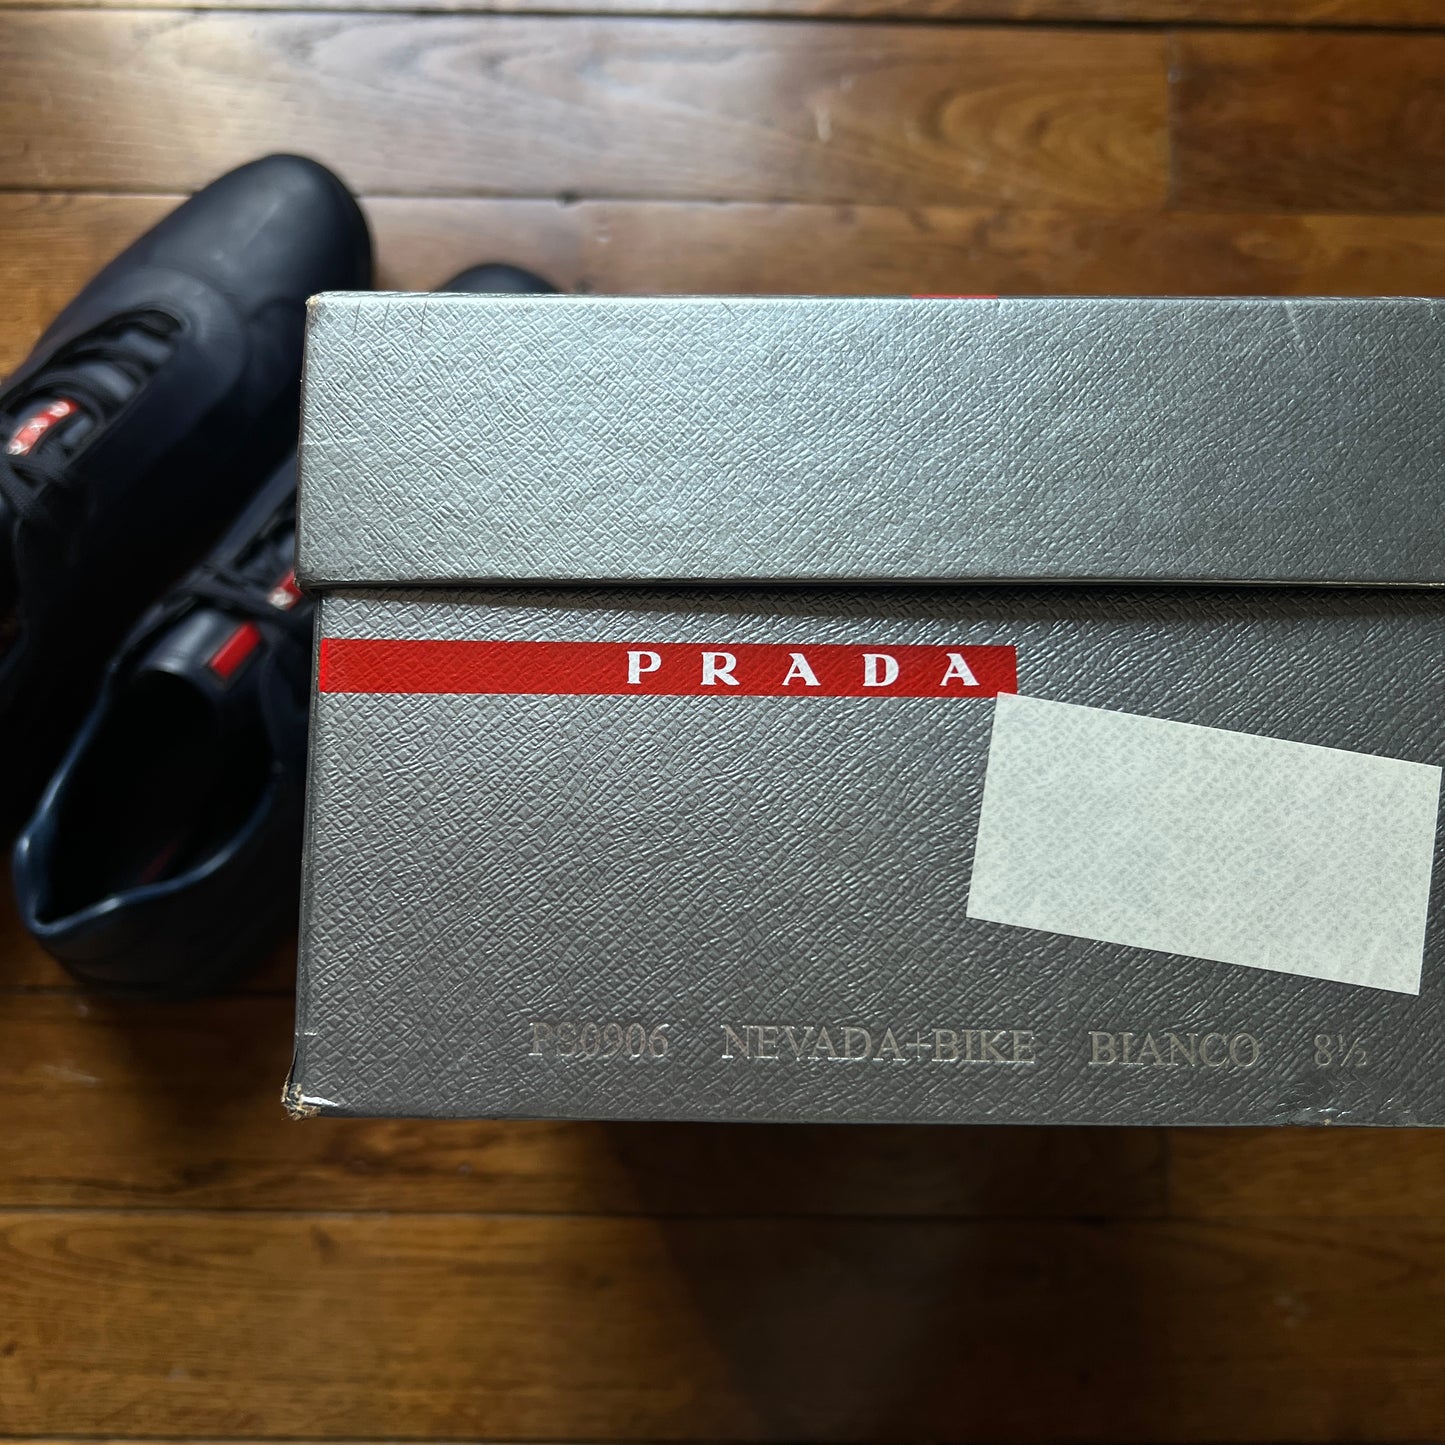 PRADA
PS0906 NEVADA+BIKE BIANCO 8½